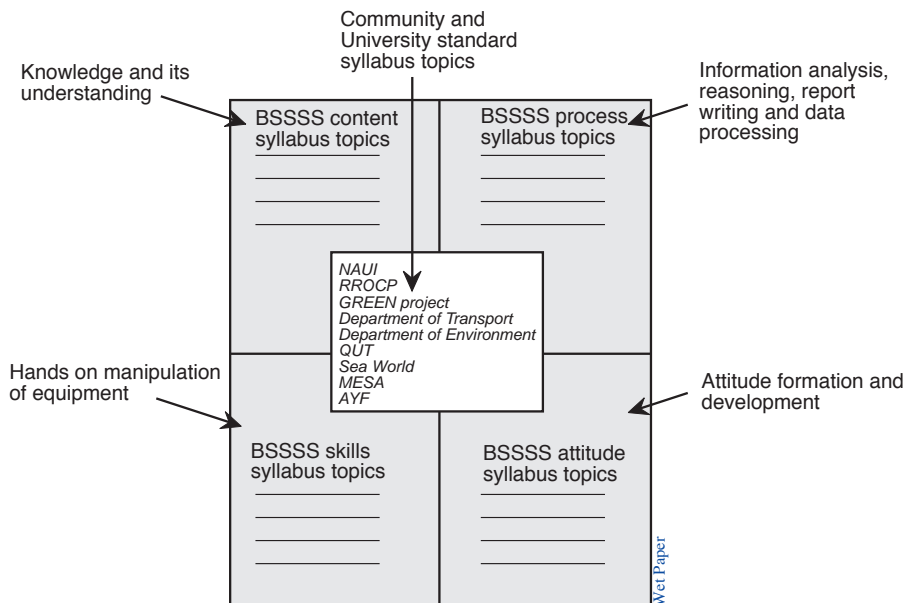 Community and
University standard
syllabus topics
Knowledge and its
understanding
Information analysis,
reasoning, report
writing and data
processing
BSSSS content
syllabus topics
BSSSS process
syllabus topics
NAUI
RROCP
GREEN project
Department of Transport
Department of Environment
QUT
Sea World
MESA
AYF
Hands on manipulation
of equipment
Attitude formation and
development
BSSSS skills
syllabus topics
BSSSS attitude
syllabus topics
Wet Paper